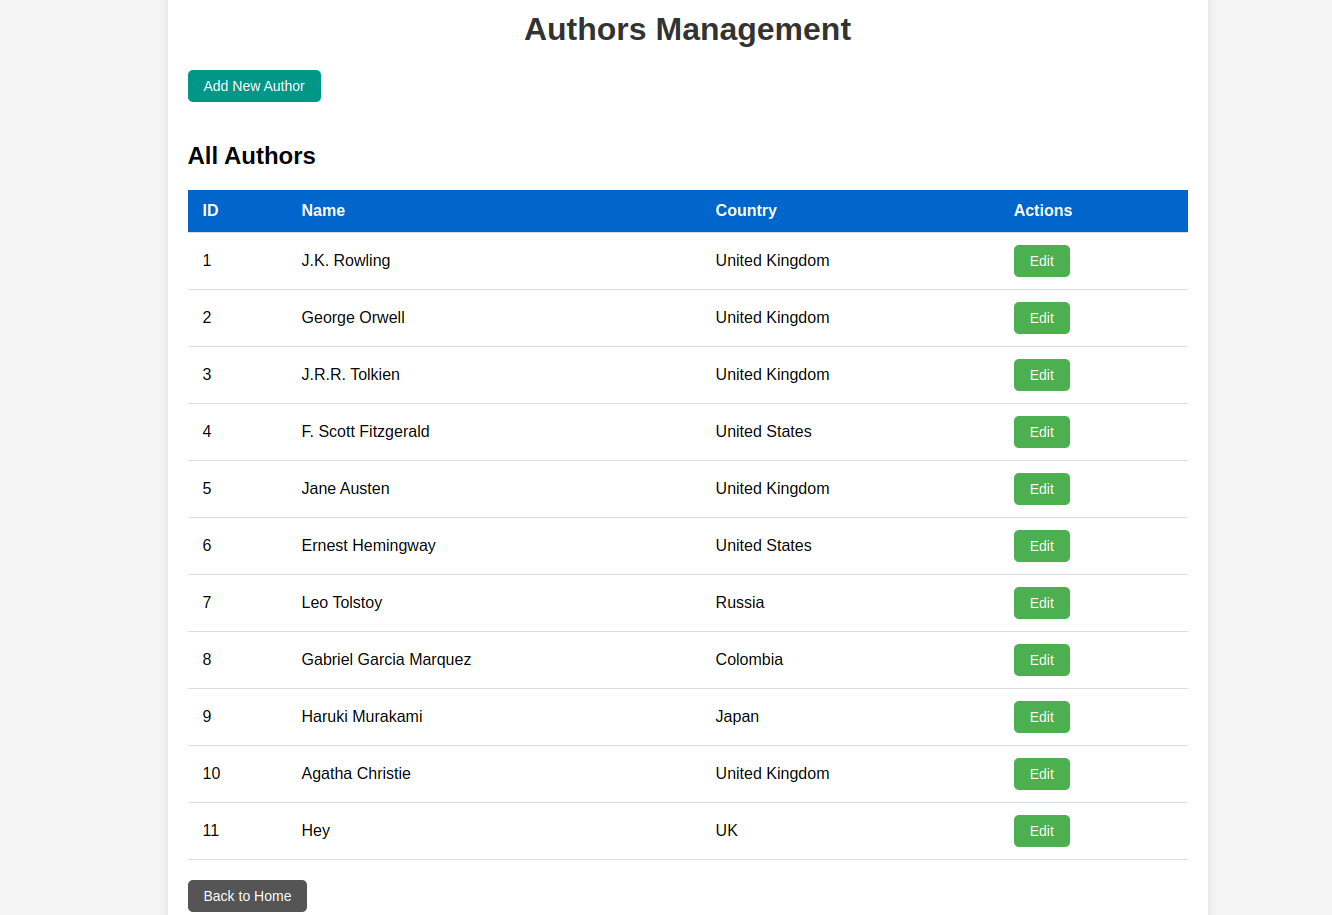 Authors Management
Add New Author
All Authors
ID Name Country Actions
1 J.K. Rowling United Kingdom Edit
2 George Orwell United Kingdom Edit
3 J.R.R. Tolkien United Kingdom Edit
4 F. Scott Fitzgerald United States Edit
5 Jane Austen United Kingdom Edit
6 Ernest Hemingway United States Edit
7 Leo Tolstoy Russia Edit
8 Gabriel Garcia Marquez Colombia Edit
9 Haruki Murakami Japan Edit
10 Agatha Christie United Kingdom Edit
11 Hey UK Edit
Back to Home